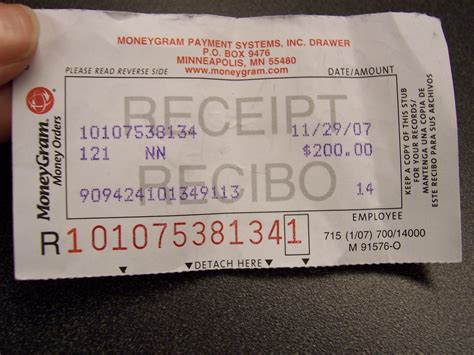 MONEYGRAM PAYMENT SYSTEMS, INC. DRAWER
P.O. BOX 9476
MINNEAPOLIS, MN 55480
www.moneygram.com
PLEASE READ REVERSE SIDE
DATE/AMOUNT
RECEIPT
10107538134 11/29/07
121 NN $200.00
RECIBO
909424101349113 14
EMPLOYEE
R 101075381341
715 (1/07) 700/14000
M 91576-O
DETACH HERE
MoneyGram.
Money Orders
KEEP A COPY OF THIS STUB
FOR YOUR RECORDS/
MANTENGA UNA COPIA DE
ESTE RECIBO PARA SUS ARCHIVOS